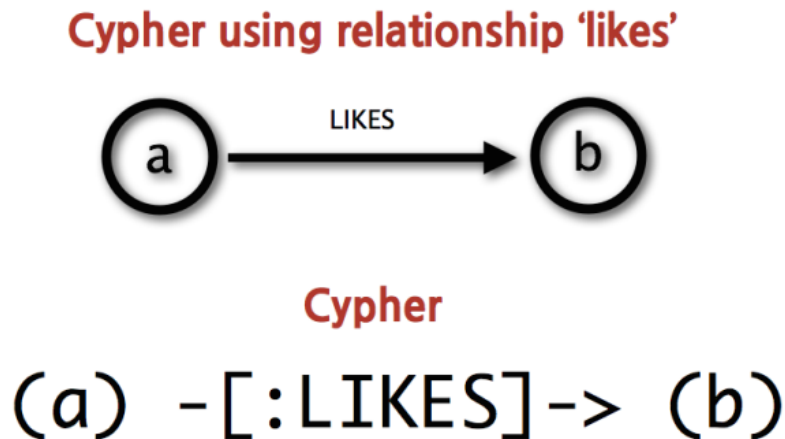 Cypher using relationship ‘likes’
LIKES
a b
Cypher
(a) -[:LIKES]-> (b)